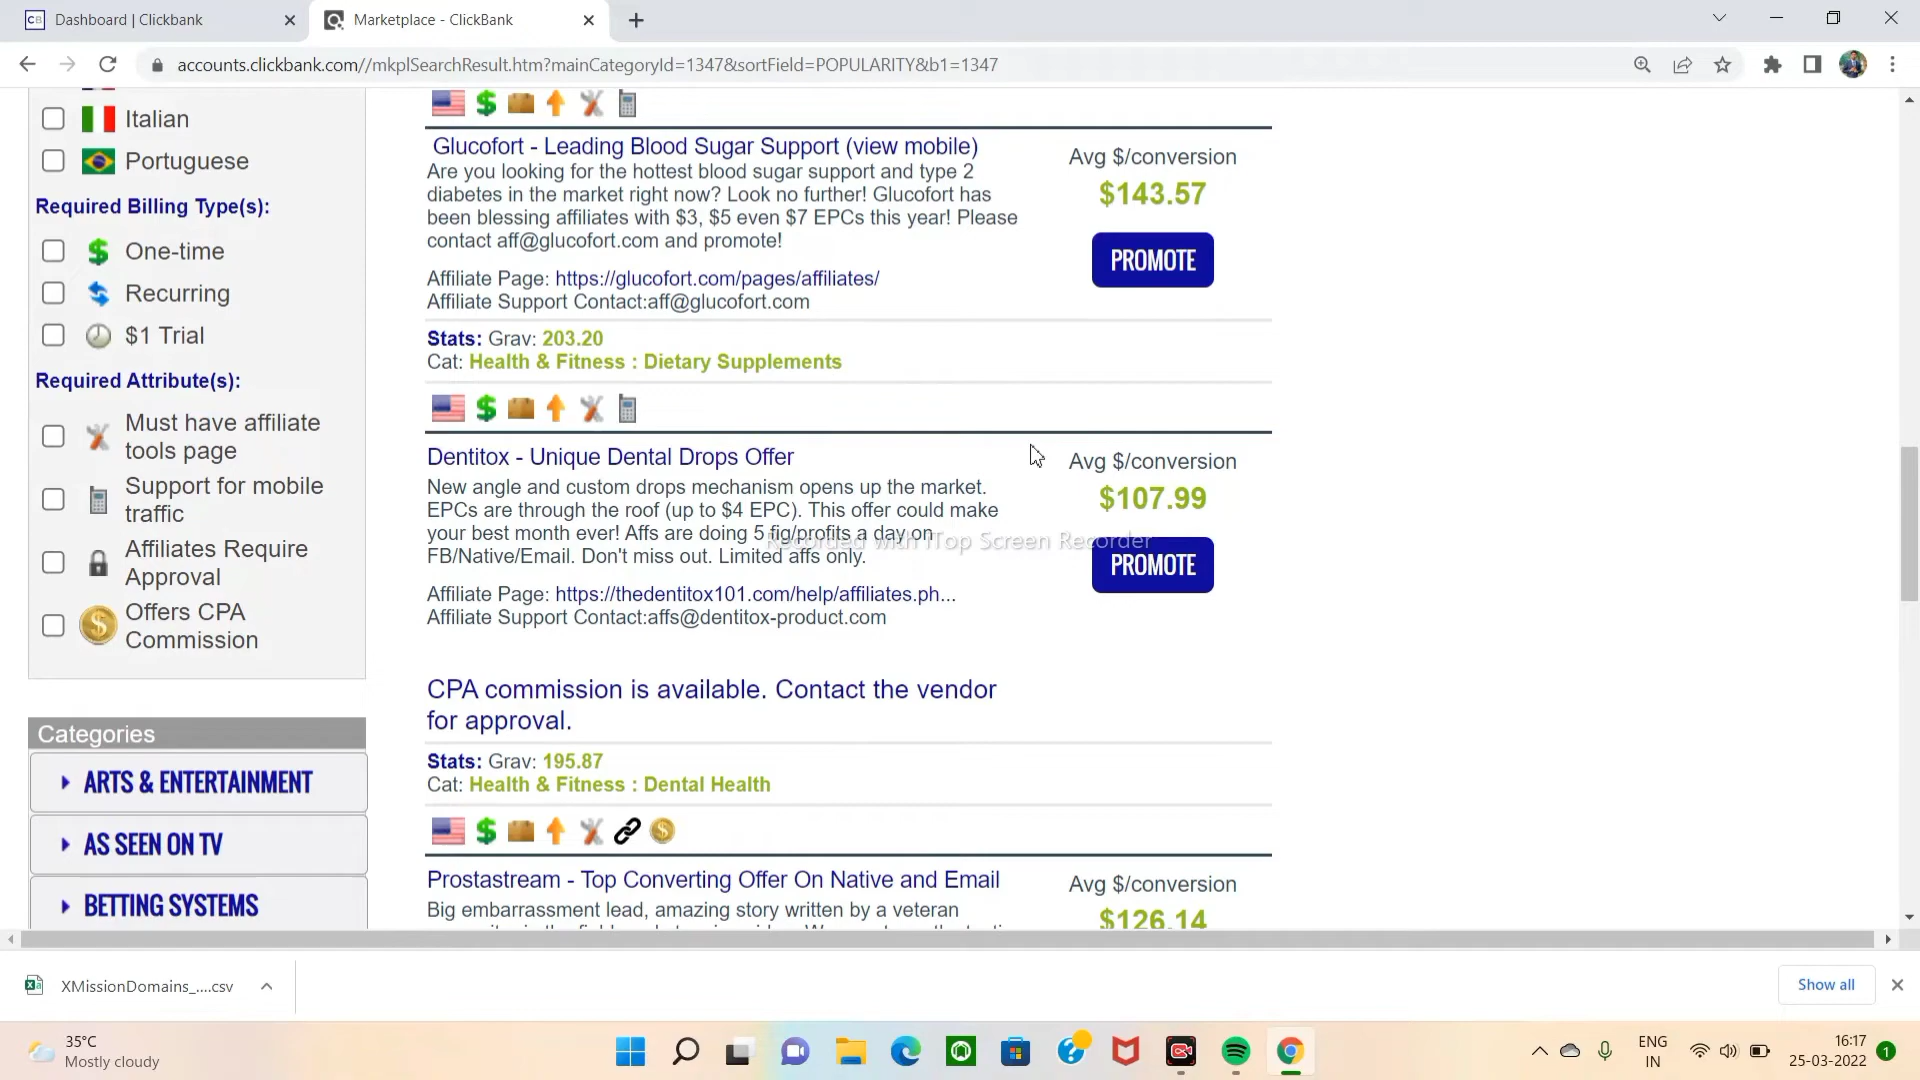 CB Dashboard | Clickbank
Marketplace - ClickBank
accounts.clickbank.com//mkplSearchResult.htm?mainCategoryId=1347&sortField=POPULARITY&b1=1347
Italian
Portuguese
Required Billing Type(s):
One-time
Recurring
$1 Trial
Required Attribute(s):
Must have affiliate
tools page
Support for mobile
traffic
Affiliates Require
Approval
Offers CPA
Commission
Categories
ARTS & ENTERTAINMENT
AS SEEN ON TV
BETTING SYSTEMS
Glucofort - Leading Blood Sugar Support (view mobile)
Are you looking for the hottest blood sugar support and type 2
diabetes in the market right now? Look no further! Glucofort has
been blessing affiliates with $3, $5 even $7 EPCs this year! Please
contact aff@glucofort.com and promote!
Affiliate Page: https://glucofort.com/pages/affiliates/
Affiliate Support Contact:aff@glucofort.com
Avg $/conversion
$143.57
PROMOTE
Stats: Grav: 203.20
Cat: Health & Fitness : Dietary Supplements
Dentitox - Unique Dental Drops Offer
New angle and custom drops mechanism opens up the market.
EPCs are through the roof (up to $4 EPC). This offer could make
your best month ever! Affs are doing 5 fig/profits a day on
FB/Native/Email. Don't miss out. Limited affs only.
Affiliate Page: https://thedentitox101.com/help/affiliates.ph...
Affiliate Support Contact:affs@dentitox-product.com
Avg $/conversion
$107.99
PROMOTE
Recorded with iTop Screen Recorder
CPA commission is available. Contact the vendor
for approval.
Stats: Grav: 195.87
Cat: Health & Fitness : Dental Health
Prostastream - Top Converting Offer On Native and Email
Big embarrassment lead, amazing story written by a veteran
Avg $/conversion
$126.14
XMissionDomains_....csv
Show all
35°C
Mostly cloudy
ENG
IN
16:17
25-03-2022
1